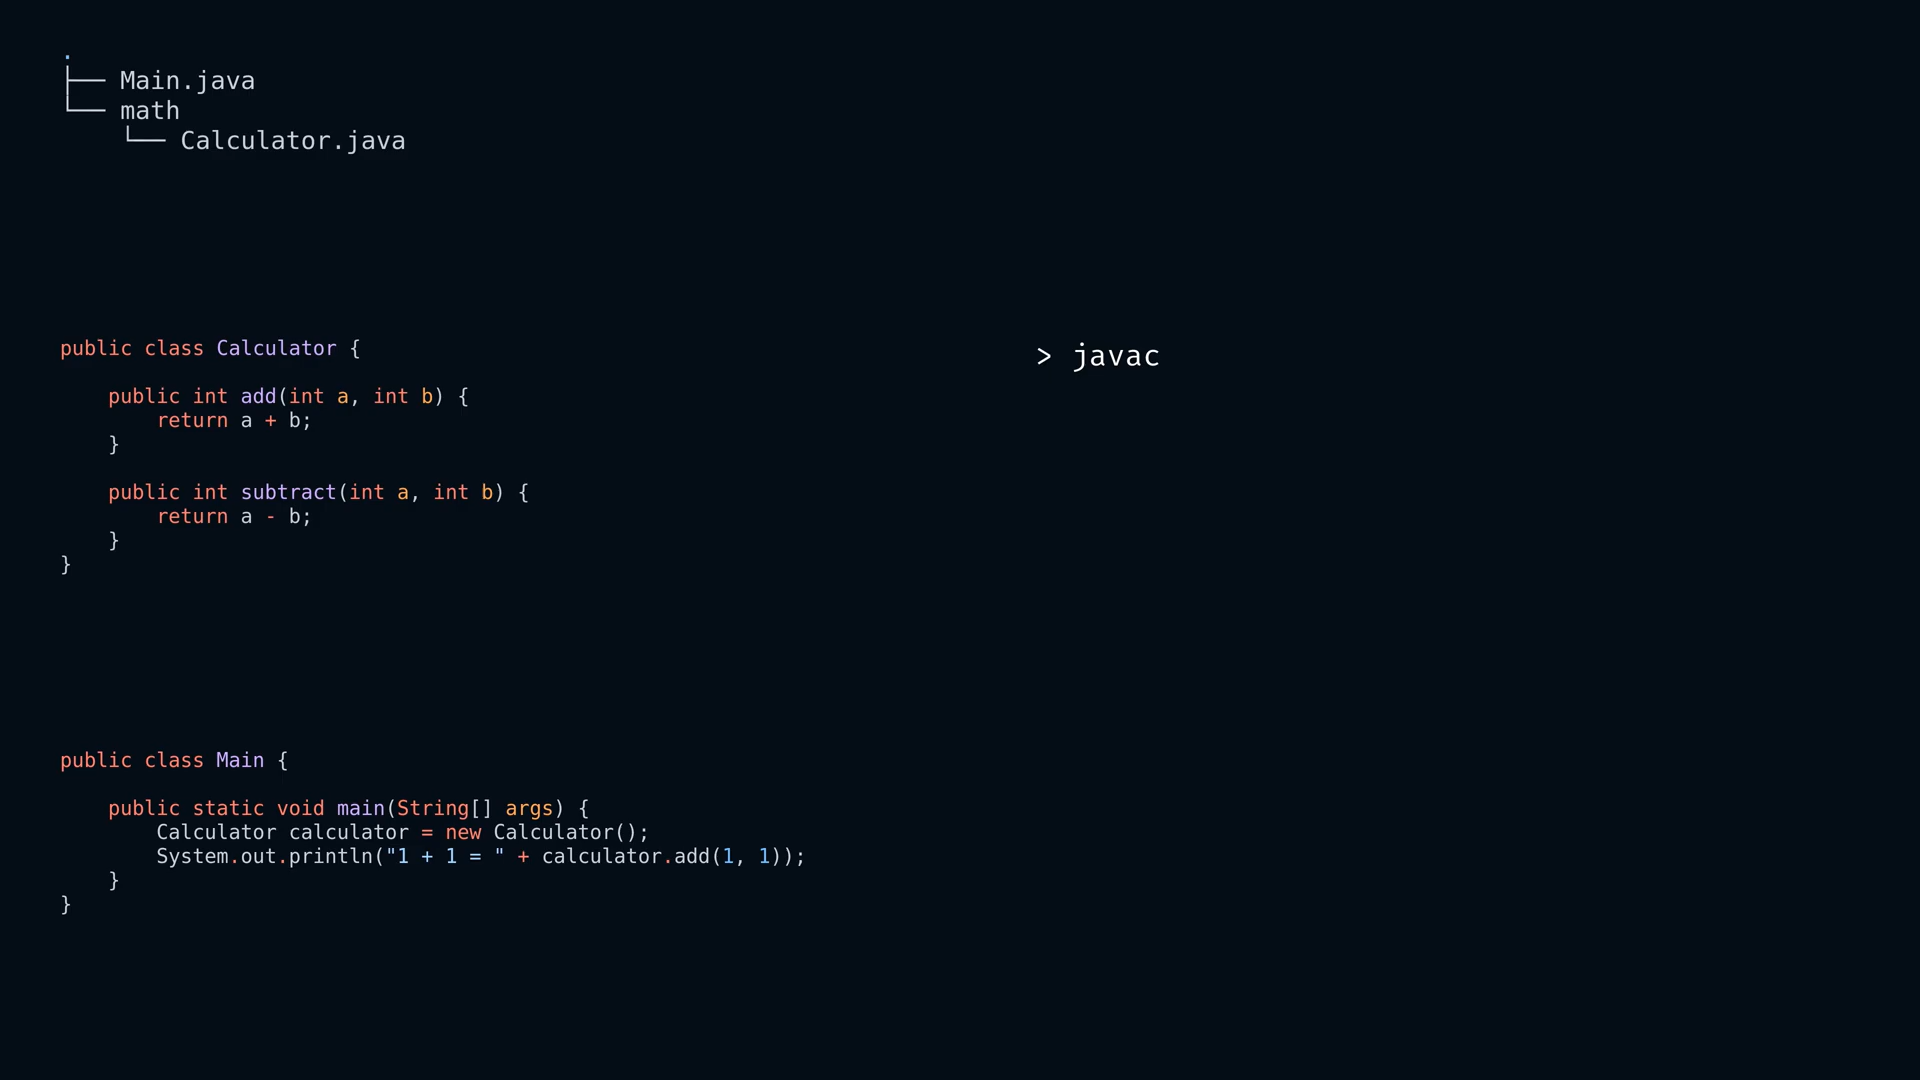 .
├── Main.java
└── math
    └── Calculator.java
public class Calculator {
    public int add(int a, int b) {
        return a + b;
    }
    public int subtract(int a, int b) {
        return a - b;
    }
}
> javac
public class Main {
    public static void main(String[] args) {
        Calculator calculator = new Calculator();
        System.out.println("1 + 1 = " + calculator.add(1, 1));
    }
}